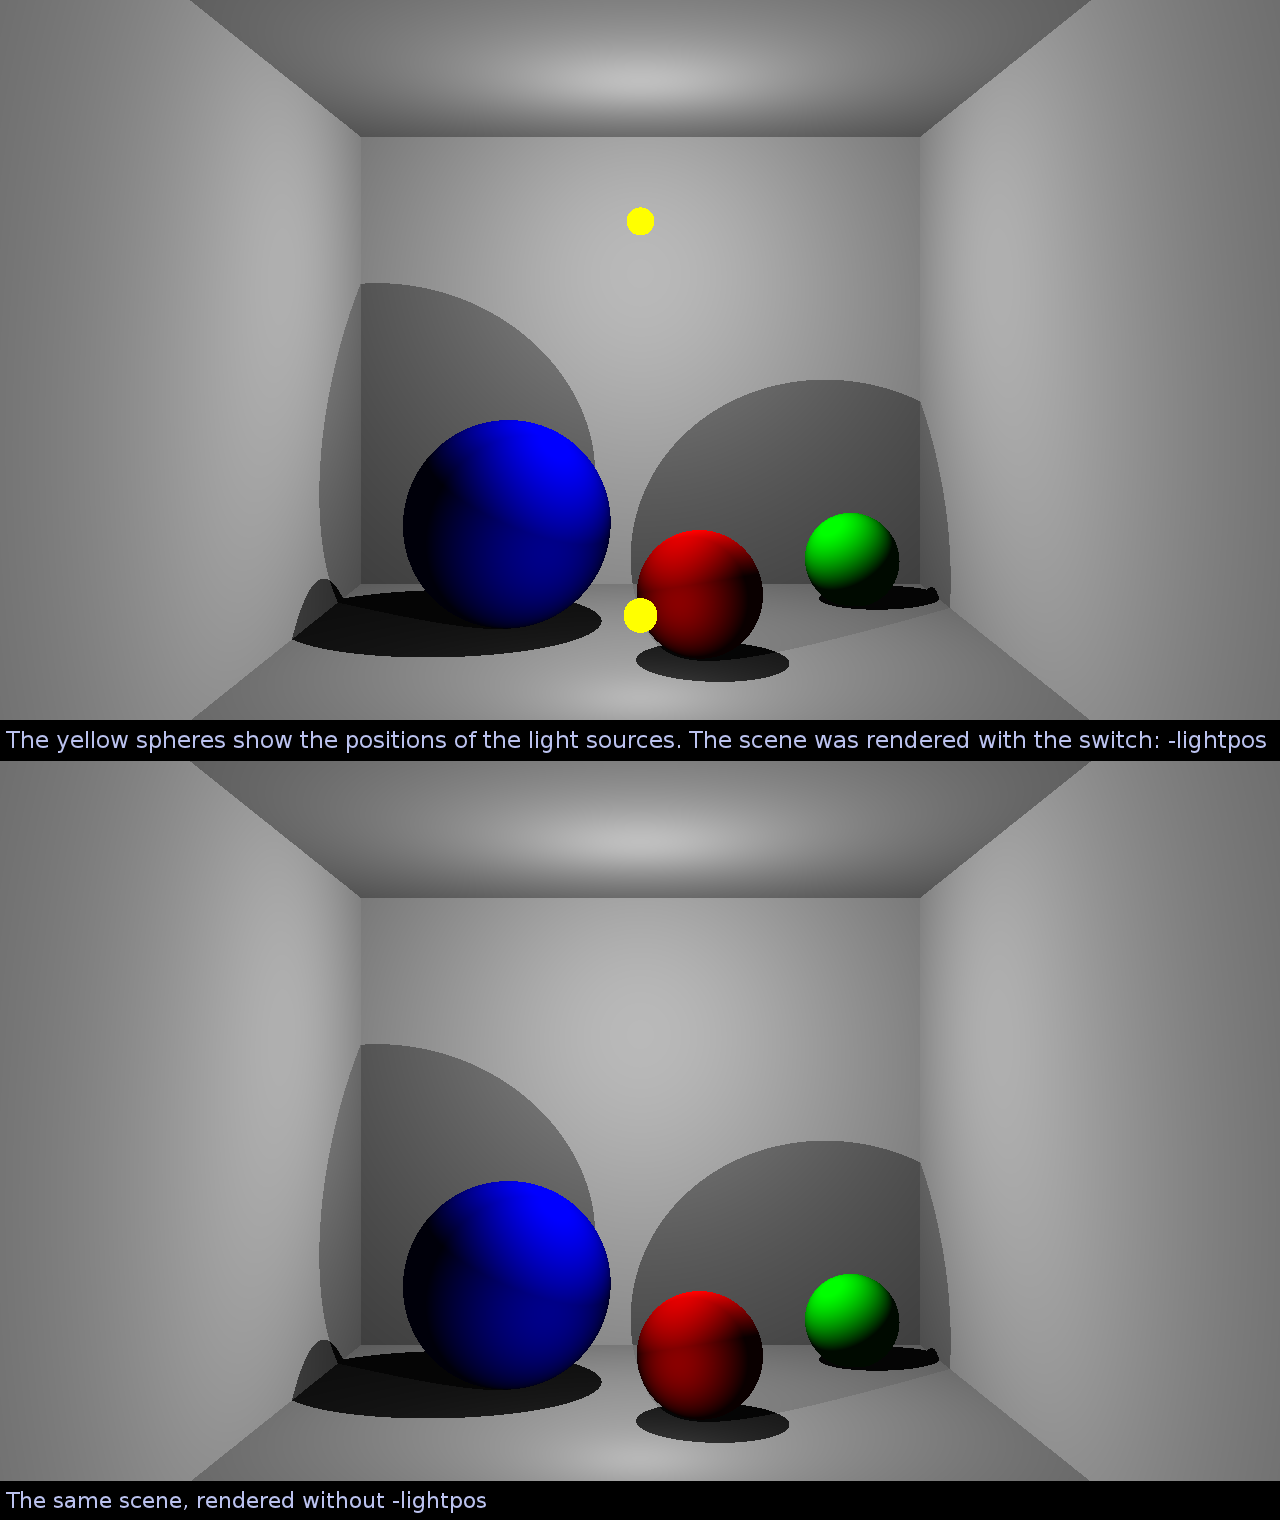 The yellow spheres show the positions of the light sources. The scene was rendered with the switch: -lightpos
The same scene, rendered without -lightpos